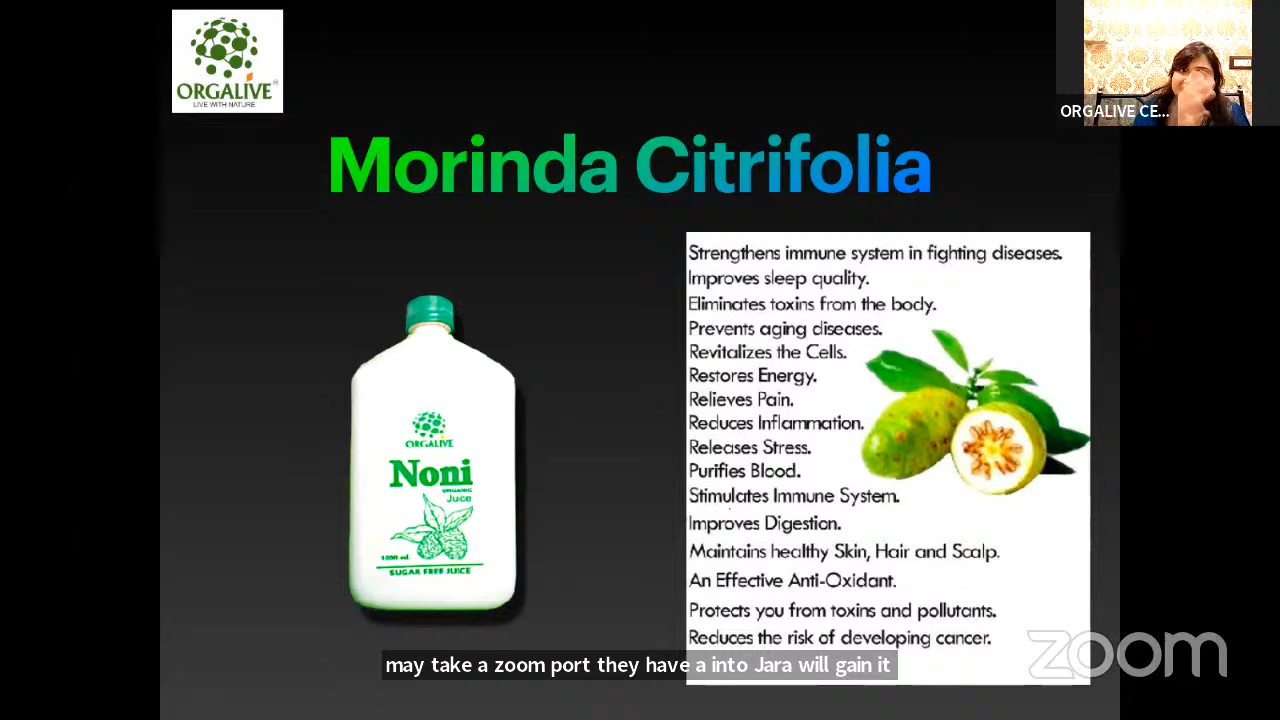 ORGALIVE
LIVE WITH NATURE
ORGALIVE CE...
Morinda Citrifolia
Strengthens immune system in fighting diseases.
Improves sleep quality.
Eliminates toxins from the body.
Prevents aging diseases.
Revitalizes the Cells.
Restores Energy.
Relieves Pain.
Reduces Inflammation.
Releases Stress.
Purifies Blood.
Stimulates Immune System.
Improves Digestion.
Maintains healthy Skin, Hair and Scalp.
An Effective Anti-Oxidant.
Protects you from toxins and pollutants.
Reduces the risk of developing cancer.
ORGALIVE
Noni
ORGANIC
Juice
1000 ml.
SUGAR FREE JUICE
may take a zoom port they have a into Jara will gain it
zoom